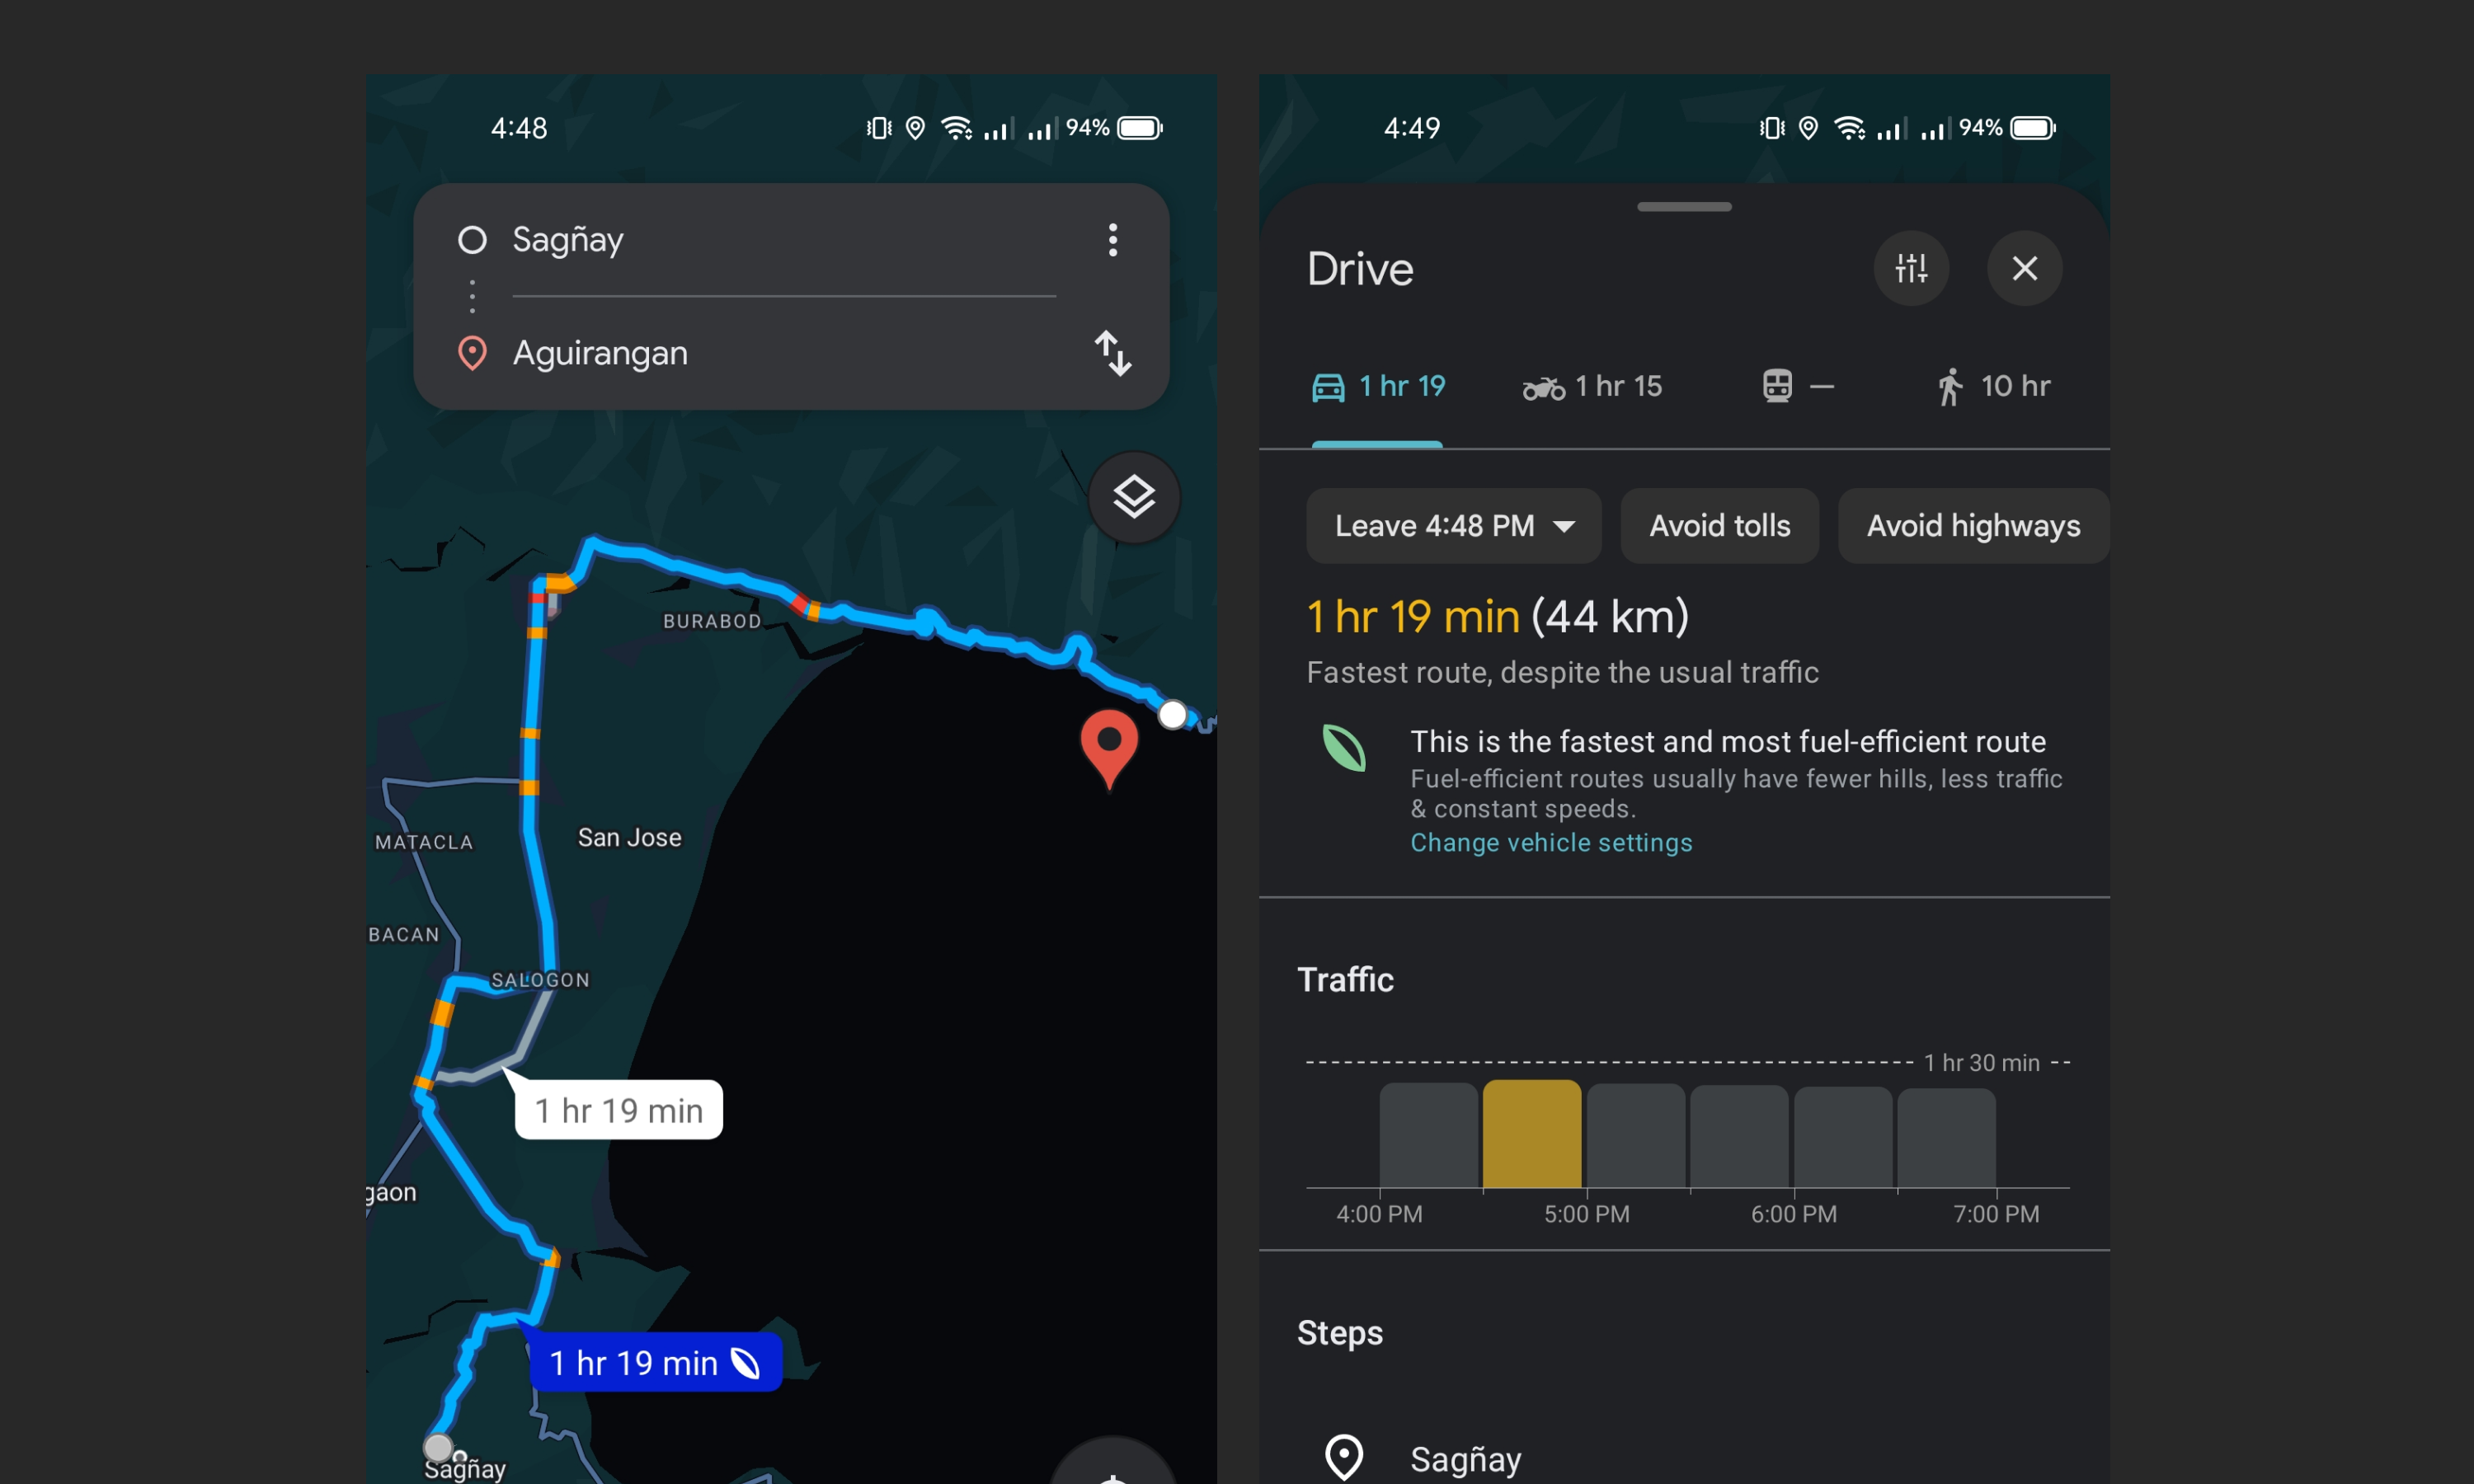 4:48
94%
Sagñay
Aguirangan
BURABOD
San Jose
MATACLA
BACAN
SALOGON
1 hr 19 min
gaon
1 hr 19 min
Sagñay
4:49
94%
Drive
1 hr 19
1 hr 15
—
10 hr
Leave 4:48 PM
Avoid tolls
Avoid highways
1 hr 19 min (44 km)
Fastest route, despite the usual traffic
This is the fastest and most fuel-efficient route
Fuel-efficient routes usually have fewer hills, less traffic
& constant speeds.
Change vehicle settings
Traffic
1 hr 30 min
4:00 PM
5:00 PM
6:00 PM
7:00 PM
Steps
Sagñay